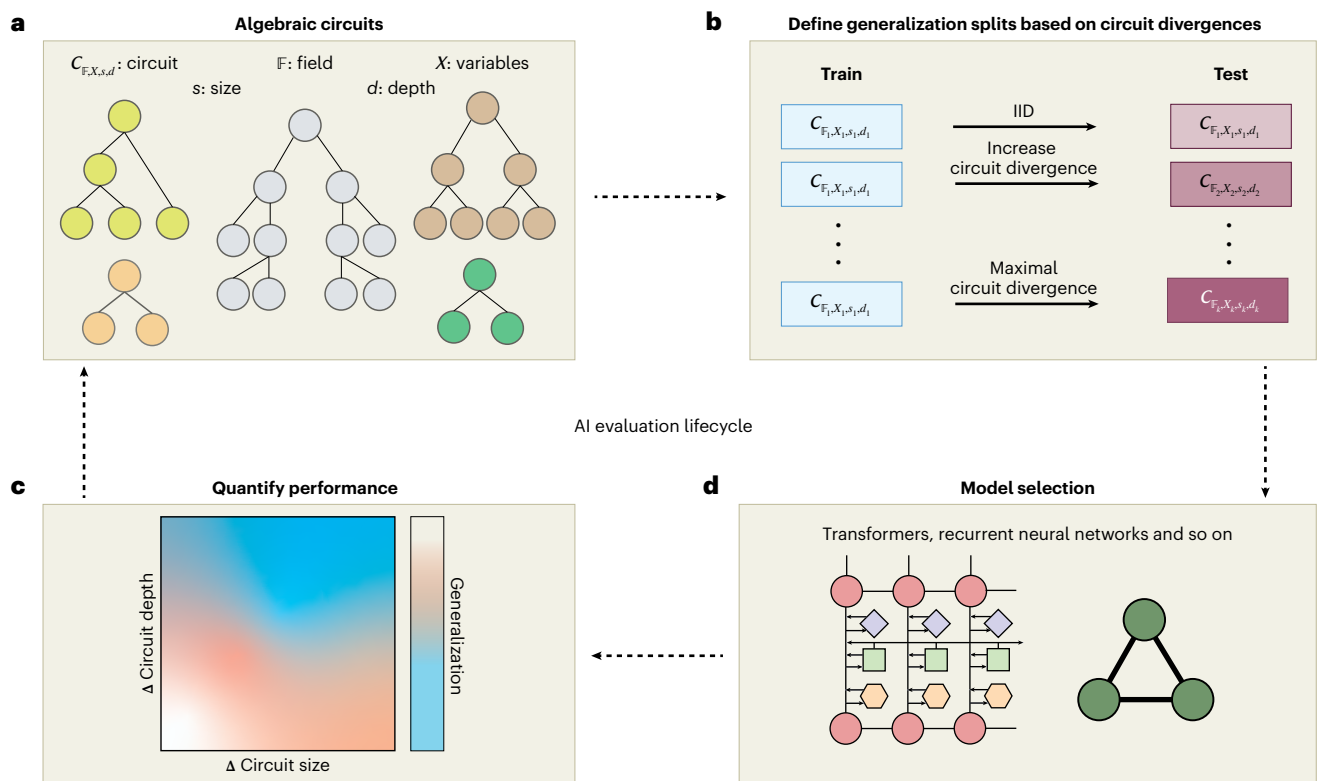 a
Algebraic circuits
C𝔽,X,s,d: circuit
𝔽: field
X: variables
s: size
d: depth
b
Define generalization splits based on circuit divergences
Train
Test
C𝔽₁,X₁,s₁,d₁
IID
C𝔽₁,X₁,s₁,d₁
C𝔽₁,X₁,s₁,d₁
Increase
circuit divergence
C𝔽₂,X₂,s₂,d₂
C𝔽₁,X₁,s₁,d₁
Maximal
circuit divergence
C𝔽ₖ,Xₖ,sₖ,dₖ
AI evaluation lifecycle
c
Quantify performance
Δ Circuit depth
Δ Circuit size
Generalization
d
Model selection
Transformers, recurrent neural networks and so on